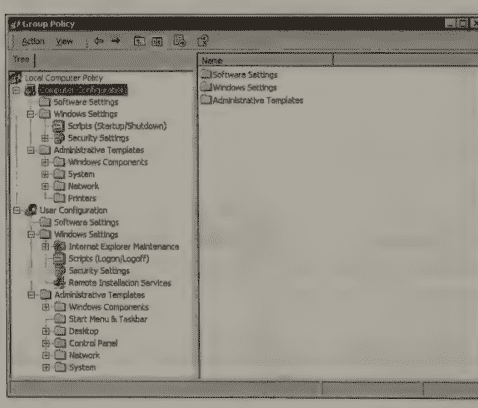 Group Policy
Action View
Tree
Name
Local Computer Policy
Computer Configuration
Software Settings
Windows Settings
Scripts (Startup/Shutdown)
Security Settings
Administrative Templates
Windows Components
System
Network
Printers
User Configuration
Software Settings
Windows Settings
Internet Explorer Maintenance
Scripts (Logon/Logoff)
Security Settings
Remote Installation Services
Administrative Templates
Windows Components
Start Menu & Taskbar
Desktop
Control Panel
Network
System
Software Settings
Windows Settings
Administrative Templates